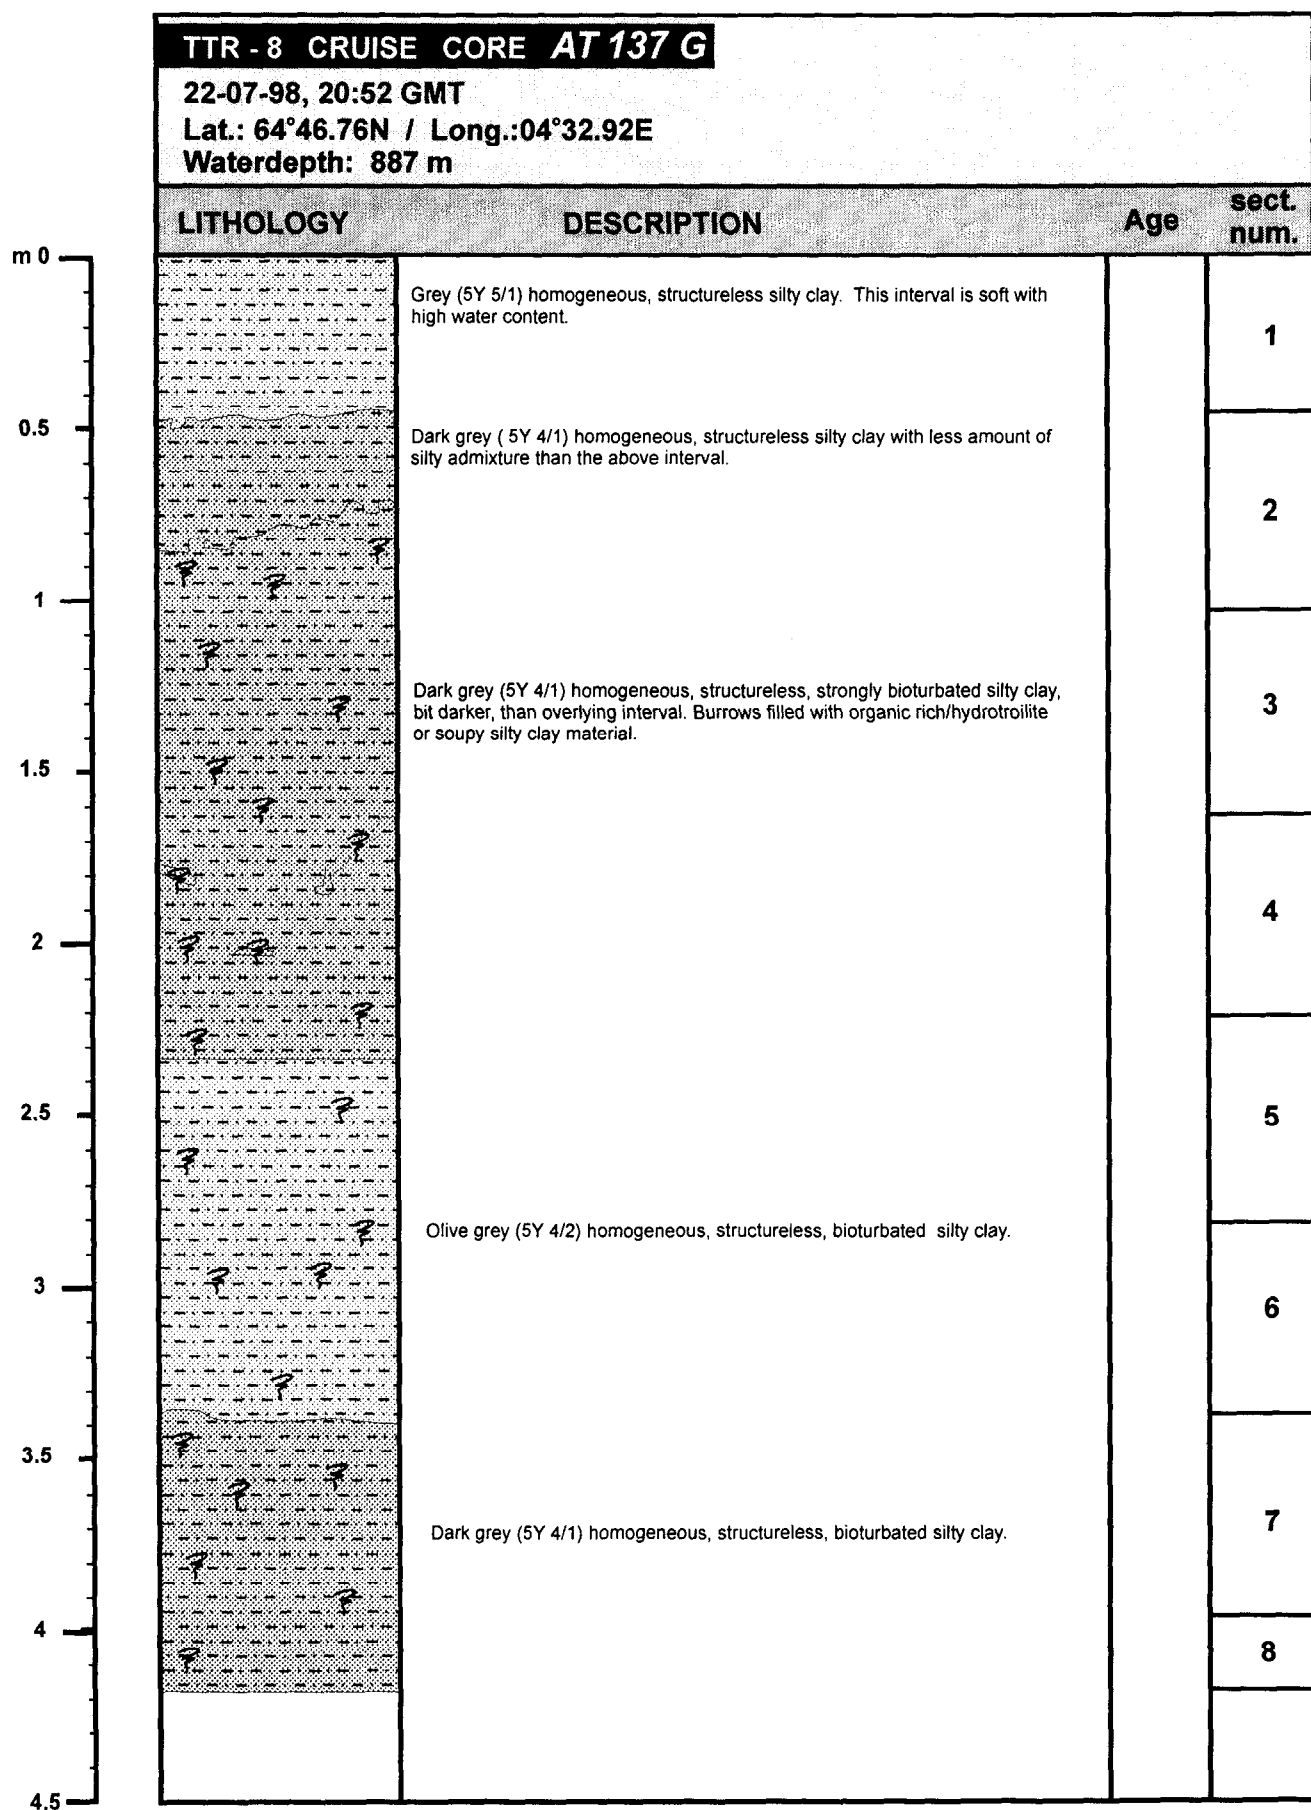 TTR - 8 CRUISE CORE AT 137 G
22-07-98, 20:52 GMT
Lat.: 64°46.76N / Long.:04°32.92E
Waterdepth: 887 m
LITHOLOGY DESCRIPTION Age sect. num.
m 0
Grey (5Y 5/1) homogeneous, structureless silty clay. This interval is soft with
high water content.
1
0.5
Dark grey ( 5Y 4/1) homogeneous, structureless silty clay with less amount of
silty admixture than the above interval.
2
1
Dark grey (5Y 4/1) homogeneous, structureless, strongly bioturbated silty clay,
bit darker, than overlying interval. Burrows filled with organic rich/hydrotroilite
or soupy silty clay material.
3
1.5
4
2
2.5
5
Olive grey (5Y 4/2) homogeneous, structureless, bioturbated silty clay.
3
6
3.5
Dark grey (5Y 4/1) homogeneous, structureless, bioturbated silty clay.
7
4
8
4.5